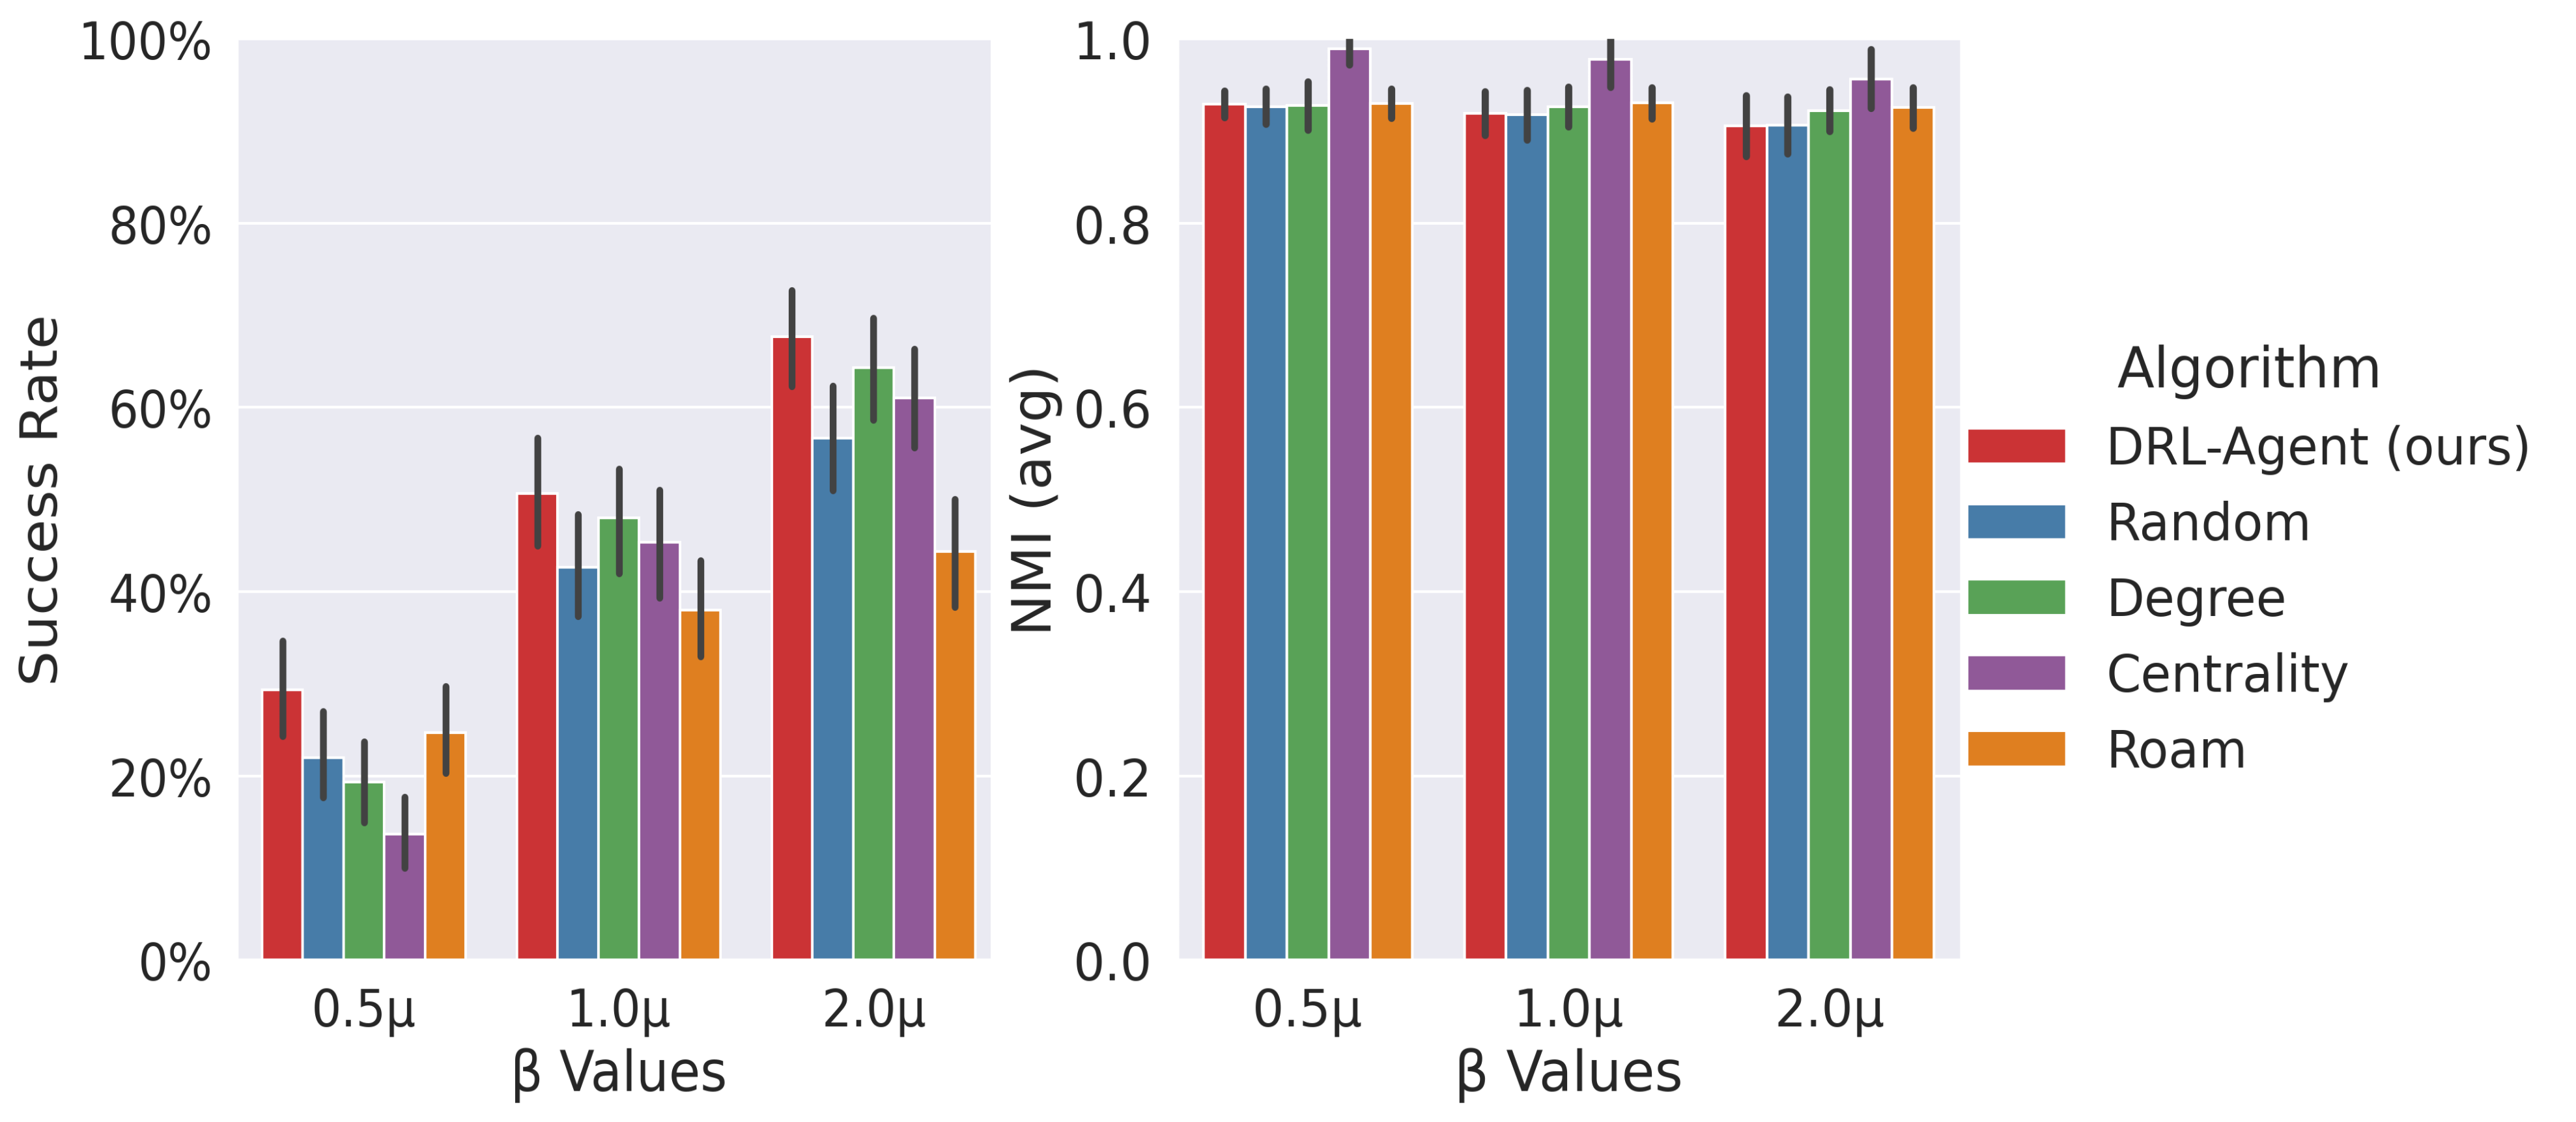 100%
80%
60%
40%
20%
0%
Success Rate
0.5μ 1.0μ 2.0μ
β Values
1.0
0.8
0.6
0.4
0.2
0.0
NMI (avg)
0.5μ 1.0μ 2.0μ
β Values
Algorithm
DRL-Agent (ours)
Random
Degree
Centrality
Roam